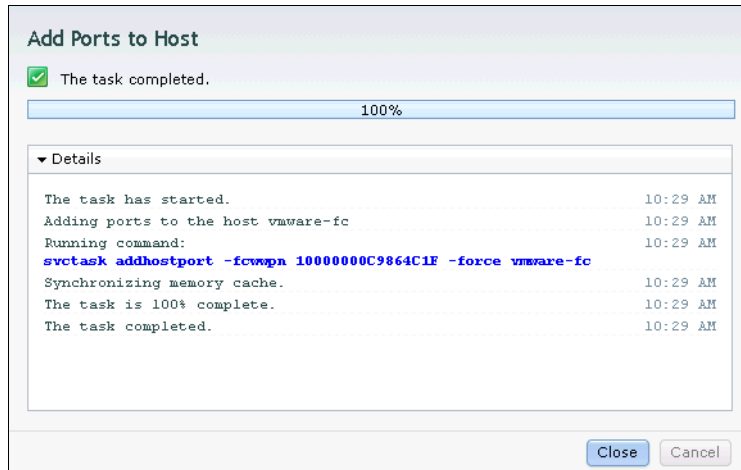 Add Ports to Host
The task completed.
100%
Details
The task has started. 10:29 AM
Adding ports to the host vmware-fc 10:29 AM
Running command: 10:29 AM
svctask addhostport -fcwwpn 10000000C9864C1F -force vmware-fc
Synchronizing memory cache. 10:29 AM
The task is 100% complete. 10:29 AM
The task completed. 10:29 AM
Close Cancel